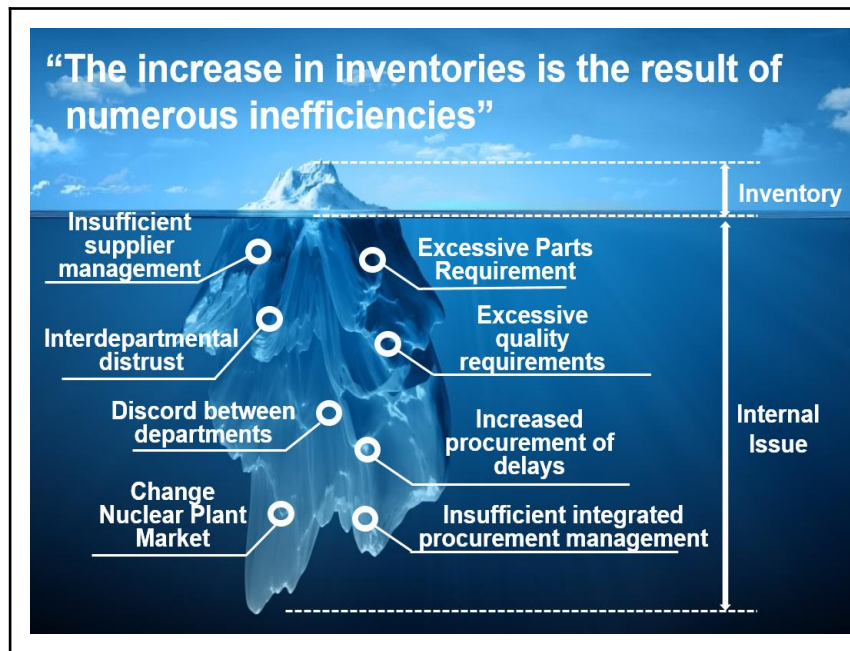 “The increase in inventories is the result of
numerous inefficiencies”
Inventory
Insufficient
supplier
management
Excessive Parts
Requirement
Interdepartmental
distrust
Excessive
quality
requirements
Discord between
departments
Increased
procurement of
delays
Internal
Issue
Change
Nuclear Plant
Market
Insufficient integrated
procurement management